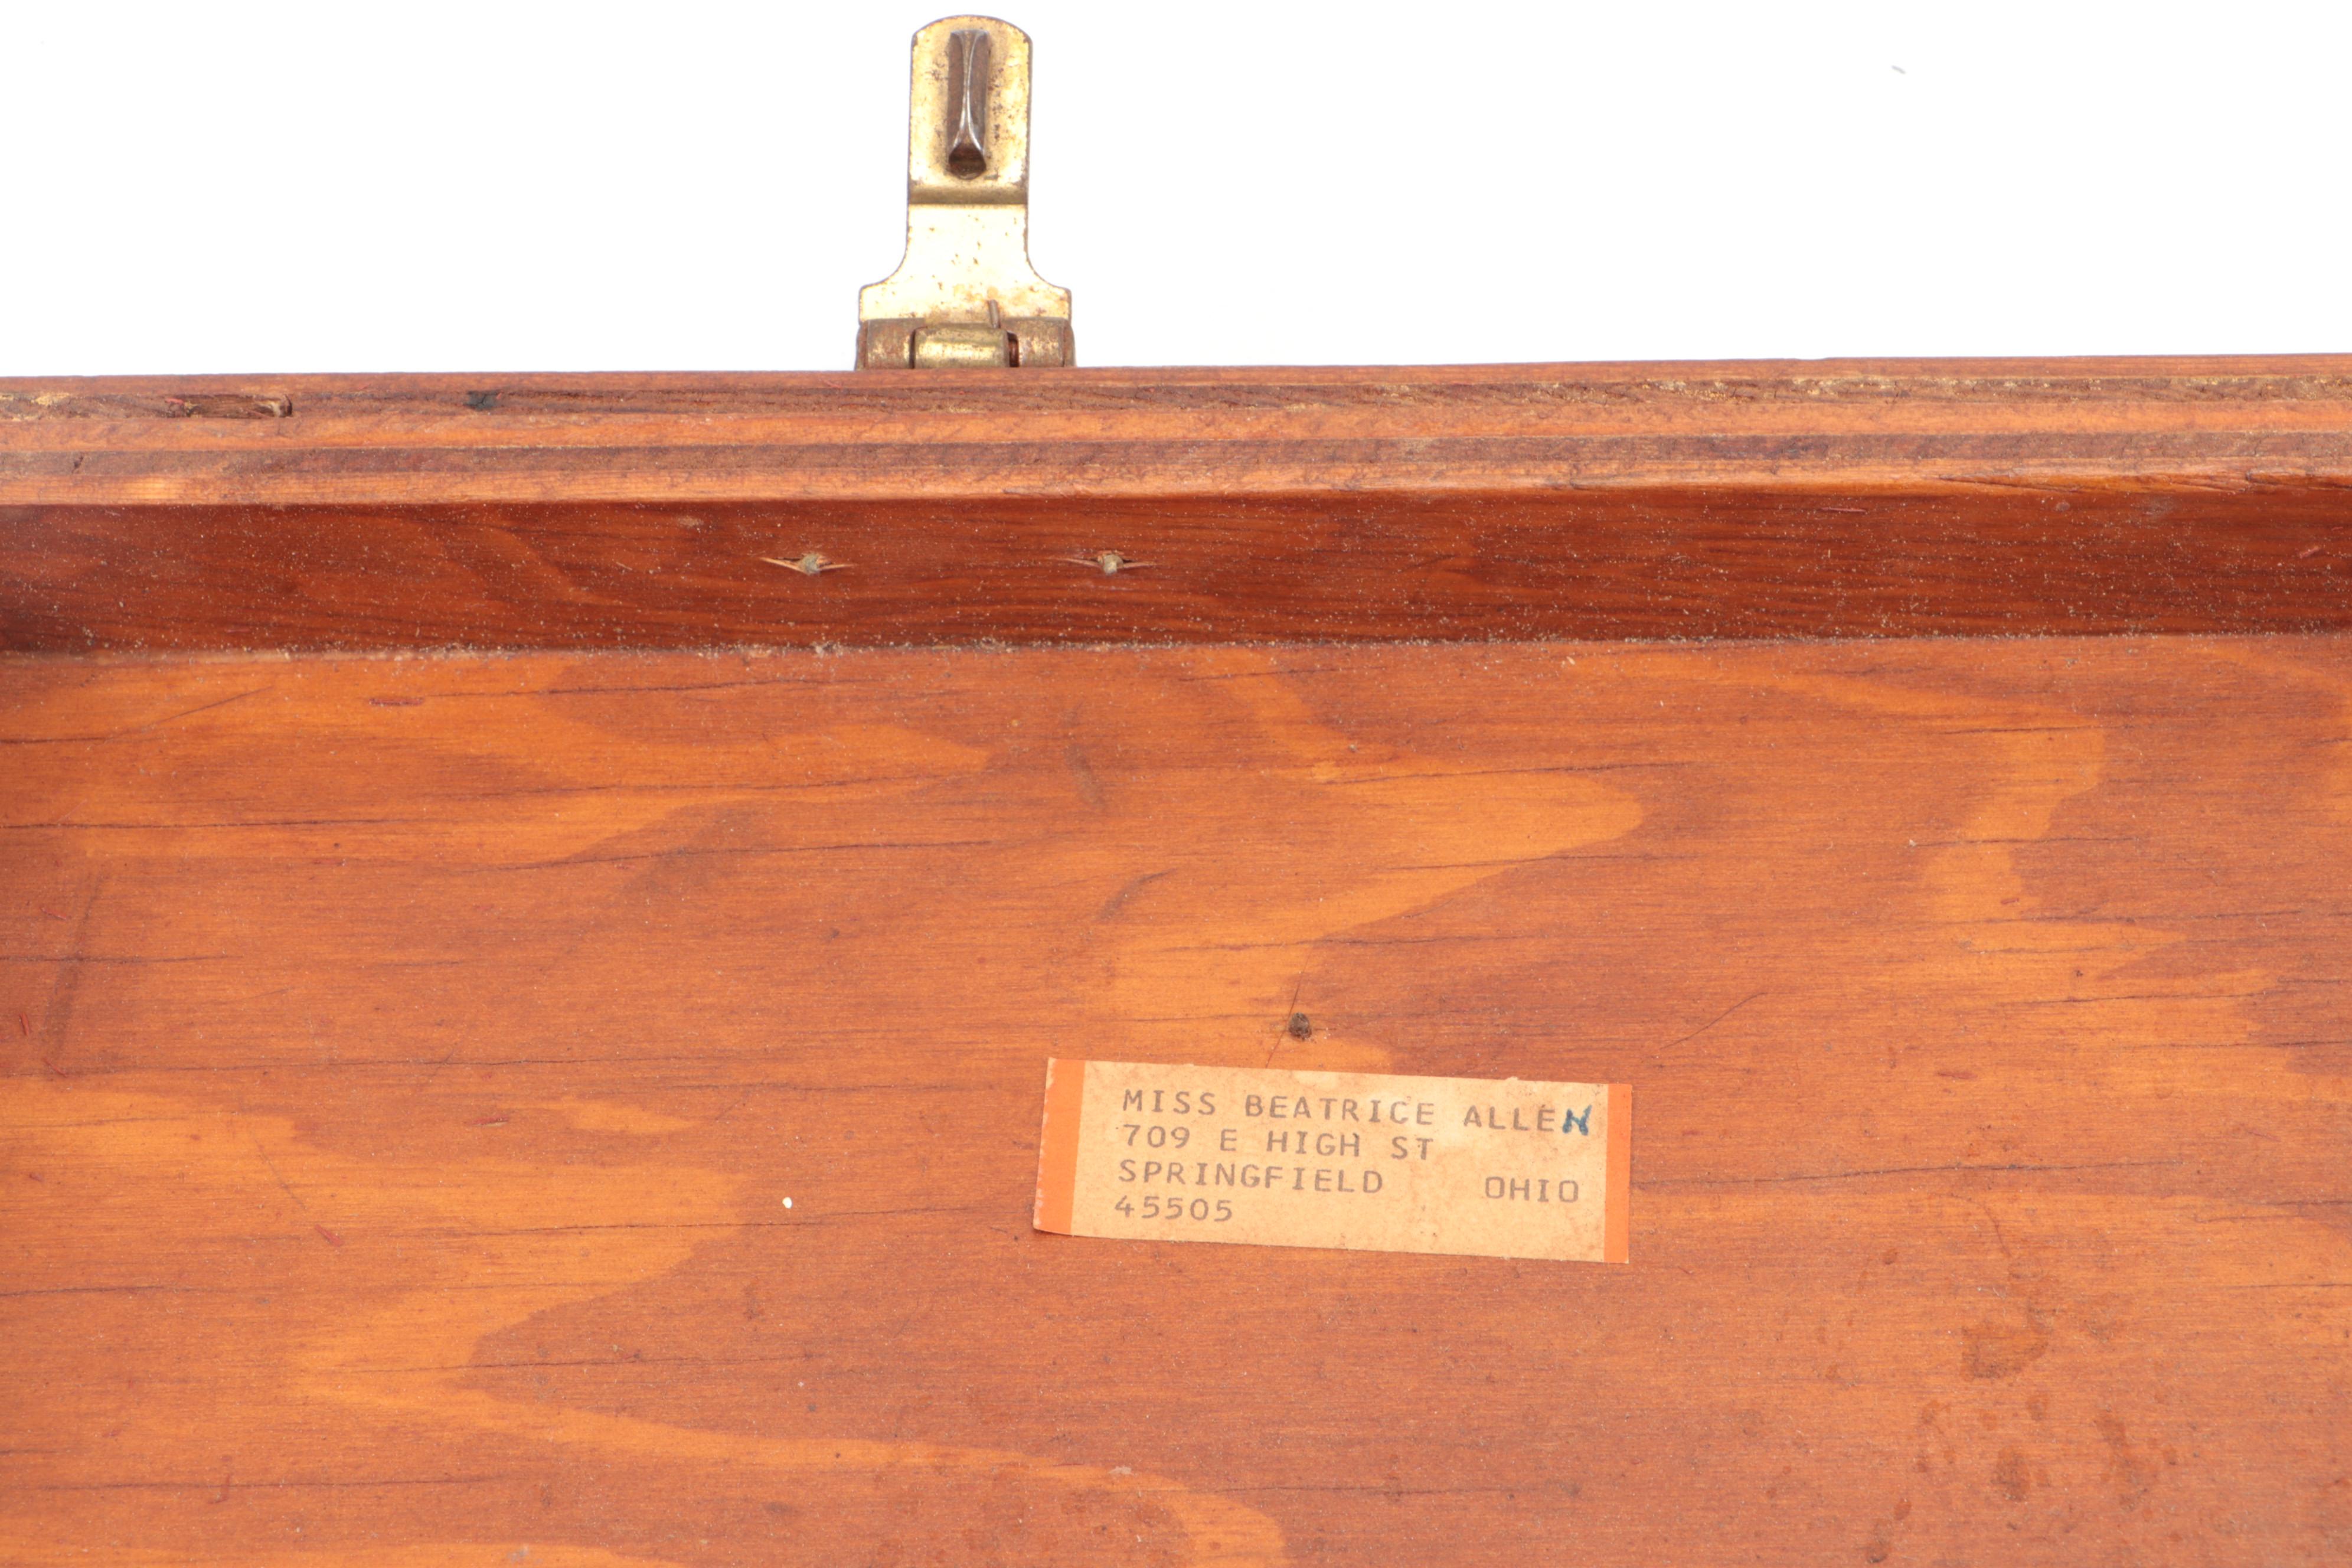 MISS BEATRICE ALLEN
709 E HIGH ST
SPRINGFIELD OHIO
45505